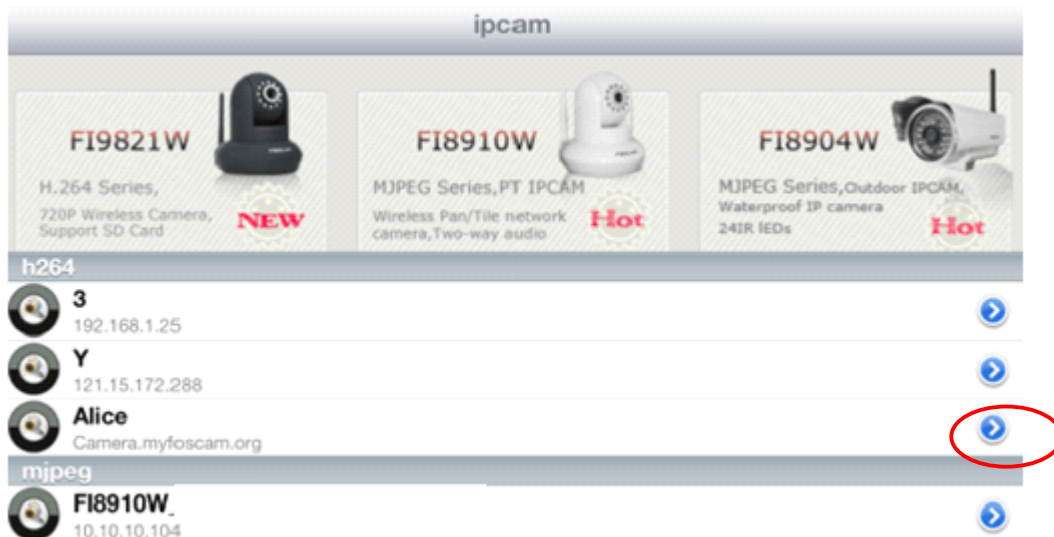 ipcam
FI9821W
H.264 Series,
720P Wireless Camera,
Support SD Card
NEW
FI8910W
MJPEG Series,PT IPCAM
Wireless Pan/Tile network
camera,Two-way audio
Hot
FI8904W
MJPEG Series,Outdoor IPCAM,
Waterproof IP camera
24IR lEDs
Hot
h264
3
192.168.1.25
Y
121.15.172.288
Alice
Camera.myfoscam.org
mjpeg
FI8910W_
10.10.10.104